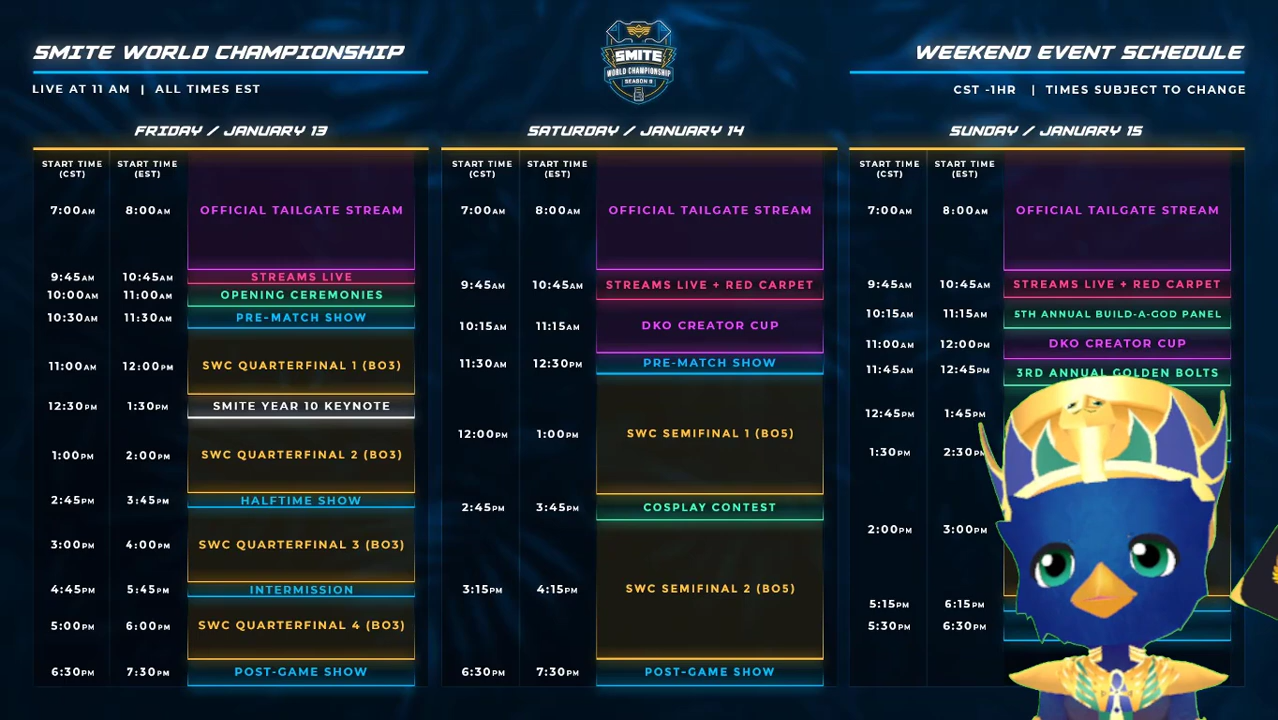 SMITE WORLD CHAMPIONSHIP
LIVE AT 11 AM | ALL TIMES EST
SMITE
WORLD CHAMPIONSHIP
SEASON 9
WEEKEND EVENT SCHEDULE
CST -1HR | TIMES SUBJECT TO CHANGE
FRIDAY / JANUARY 13
START TIME (CST) START TIME (EST)
7:00AM 8:00AM OFFICIAL TAILGATE STREAM
9:45AM 10:45AM STREAMS LIVE
10:00AM 11:00AM OPENING CEREMONIES
10:30AM 11:30AM PRE-MATCH SHOW
11:00AM 12:00PM SWC QUARTERFINAL 1 (BO3)
12:30PM 1:30PM SMITE YEAR 10 KEYNOTE
1:00PM 2:00PM SWC QUARTERFINAL 2 (BO3)
2:45PM 3:45PM HALFTIME SHOW
3:00PM 4:00PM SWC QUARTERFINAL 3 (BO3)
4:45PM 5:45PM INTERMISSION
5:00PM 6:00PM SWC QUARTERFINAL 4 (BO3)
6:30PM 7:30PM POST-GAME SHOW
SATURDAY / JANUARY 14
START TIME (CST) START TIME (EST)
7:00AM 8:00AM OFFICIAL TAILGATE STREAM
9:45AM 10:45AM STREAMS LIVE + RED CARPET
10:15AM 11:15AM DKO CREATOR CUP
11:30AM 12:30PM PRE-MATCH SHOW
12:00PM 1:00PM SWC SEMIFINAL 1 (BO5)
2:45PM 3:45PM COSPLAY CONTEST
3:15PM 4:15PM SWC SEMIFINAL 2 (BO5)
6:30PM 7:30PM POST-GAME SHOW
SUNDAY / JANUARY 15
START TIME (CST) START TIME (EST)
7:00AM 8:00AM OFFICIAL TAILGATE STREAM
9:45AM 10:45AM STREAMS LIVE + RED CARPET
10:15AM 11:15AM 5TH ANNUAL BUILD-A-GOD PANEL
11:00AM 12:00PM DKO CREATOR CUP
11:45AM 12:45PM 3RD ANNUAL GOLDEN BOLTS
12:45PM 1:45PM
1:30PM 2:30PM
2:00PM 3:00PM
5:15PM 6:15PM
5:30PM 6:30PM